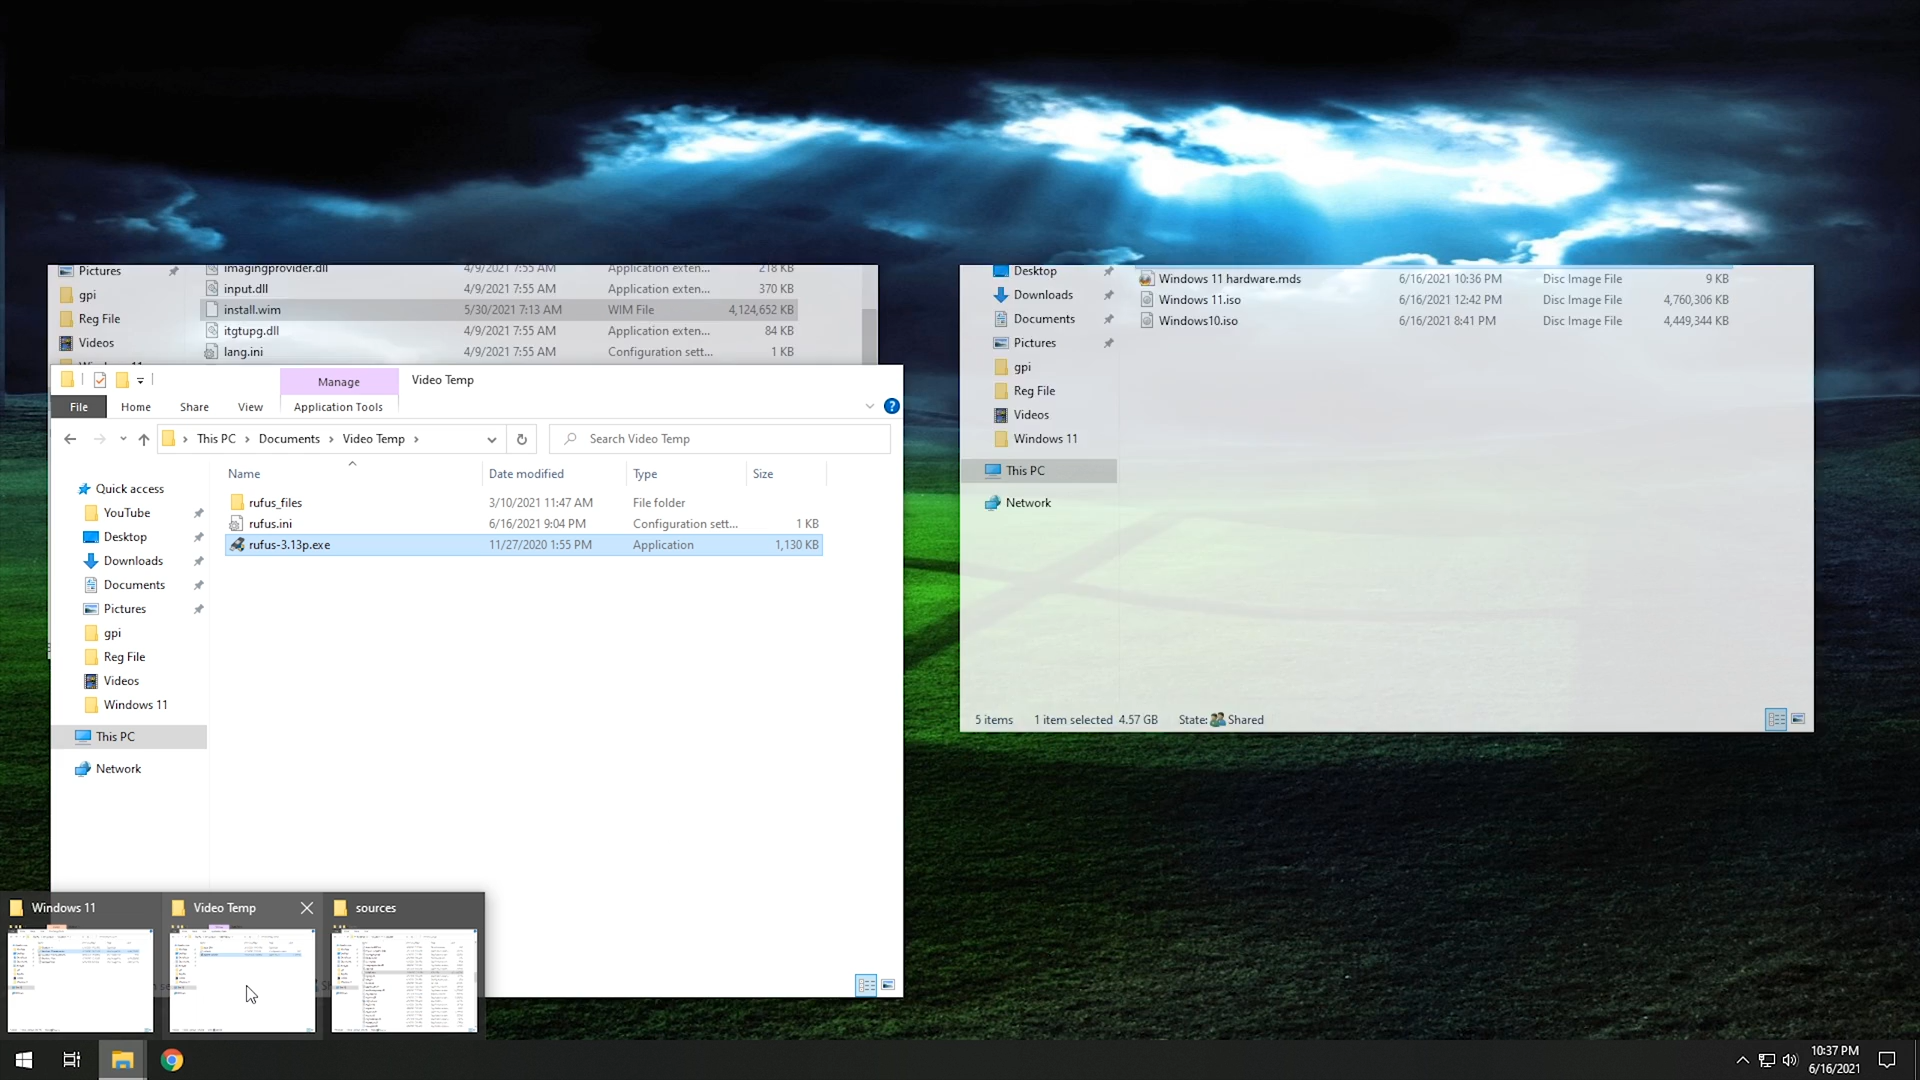 Pictures
gpi
Reg File
Videos
imagingprovider.dll 4/9/2021 7:55 AM Application exten... 218 KB
input.dll 4/9/2021 7:55 AM Application exten... 370 KB
install.wim 5/30/2021 7:13 AM WIM File 4,124,652 KB
itgtupg.dll 4/9/2021 7:55 AM Application exten... 84 KB
lang.ini 4/9/2021 7:55 AM Configuration sett... 1 KB
Manage Video Temp
File Home Share View Application Tools
This PC Documents Video Temp Search Video Temp
Name Date modified Type Size
rufus_files 3/10/2021 11:47 AM File folder
rufus.ini 6/16/2021 9:04 PM Configuration sett... 1 KB
rufus-3.13p.exe 11/27/2020 1:55 PM Application 1,130 KB
Quick access
YouTube
Desktop
Downloads
Documents
Pictures
gpi
Reg File
Videos
Windows 11
This PC
Network
Desktop
Downloads
Documents
Pictures
gpi
Reg File
Videos
Windows 11
This PC
Network
Windows 11 hardware.mds 6/16/2021 10:36 PM Disc Image File 9 KB
Windows 11.iso 6/16/2021 12:42 PM Disc Image File 4,760,306 KB
Windows10.iso 6/16/2021 8:41 PM Disc Image File 4,449,344 KB
5 items 1 item selected 4.57 GB State: Shared
Windows 11 Video Temp sources
10:37 PM
6/16/2021